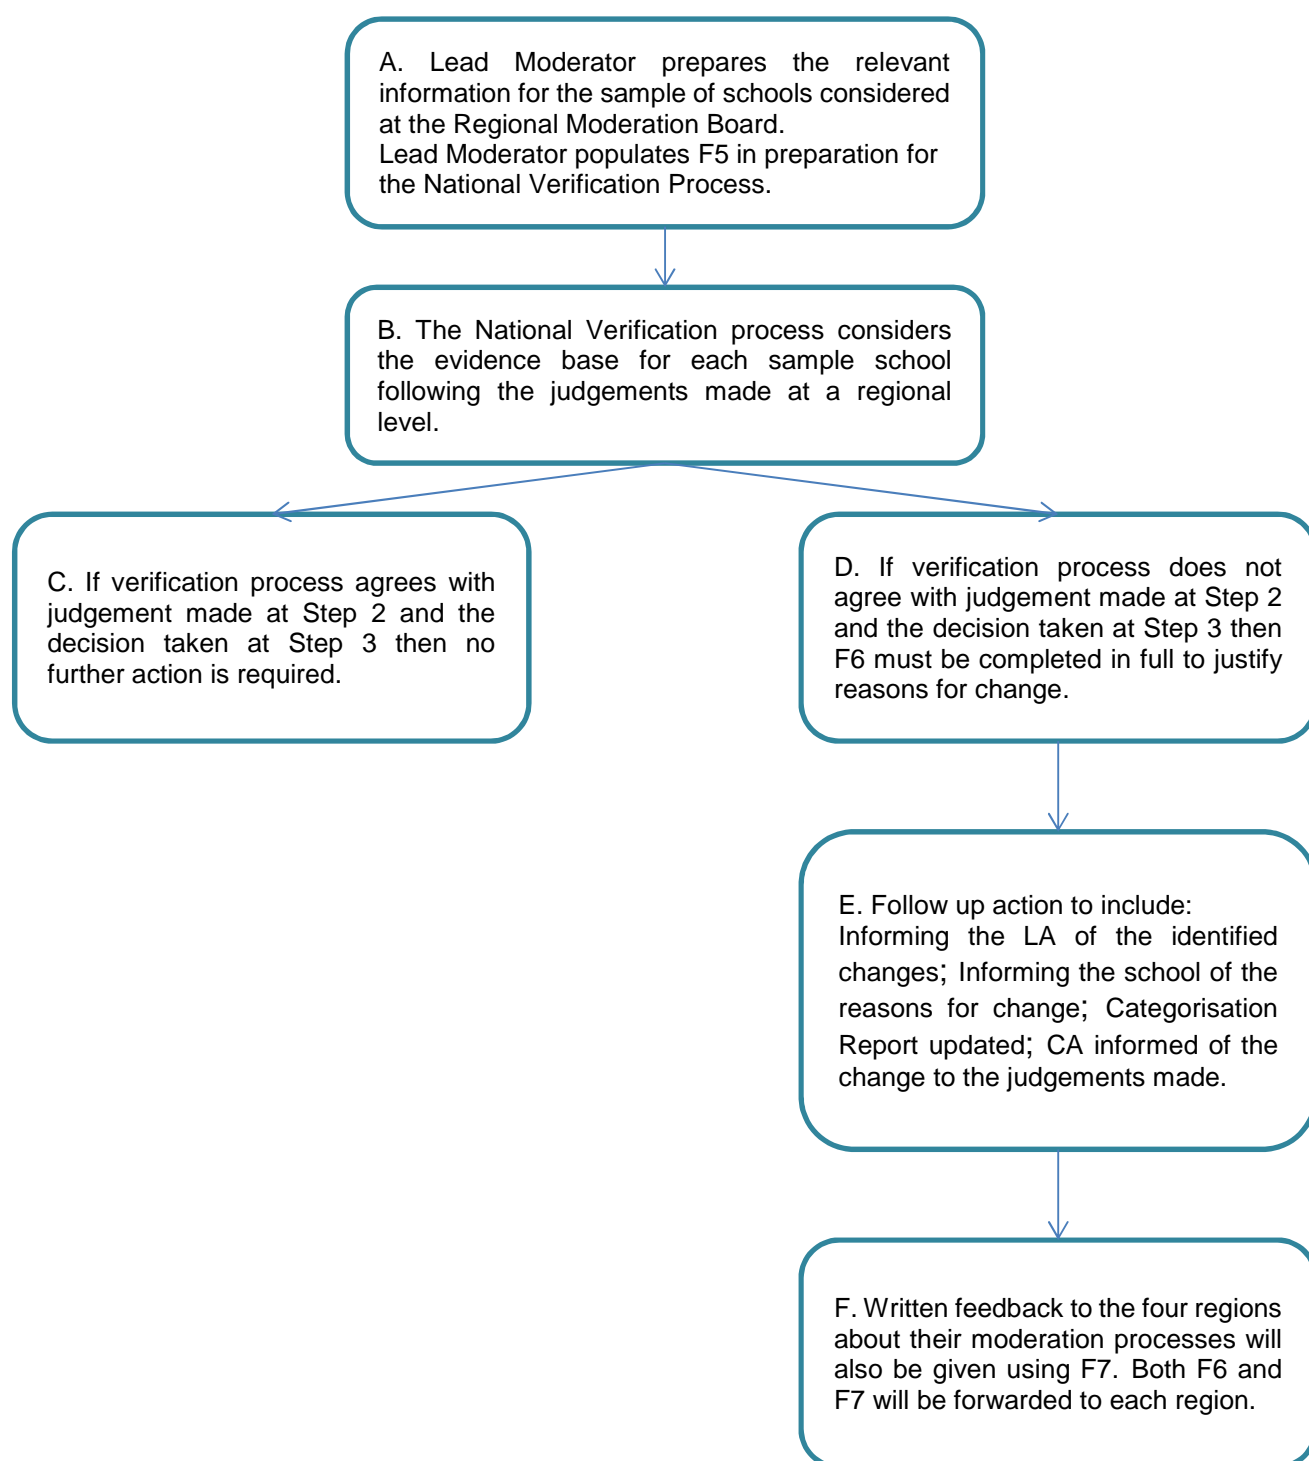 A. Lead Moderator prepares the relevant
information for the sample of schools considered
at the Regional Moderation Board.
Lead Moderator populates F5 in preparation for
the National Verification Process.
B. The National Verification process considers
the evidence base for each sample school
following the judgements made at a regional
level.
C. If verification process agrees with
judgement made at Step 2 and the
decision taken at Step 3 then no
further action is required.
D. If verification process does not
agree with judgement made at Step 2
and the decision taken at Step 3 then
F6 must be completed in full to justify
reasons for change.
E. Follow up action to include:
Informing the LA of the identified
changes; Informing the school of the
reasons for change; Categorisation
Report updated; CA informed of the
change to the judgements made.
F. Written feedback to the four regions
about their moderation processes will
also be given using F7. Both F6 and
F7 will be forwarded to each region.